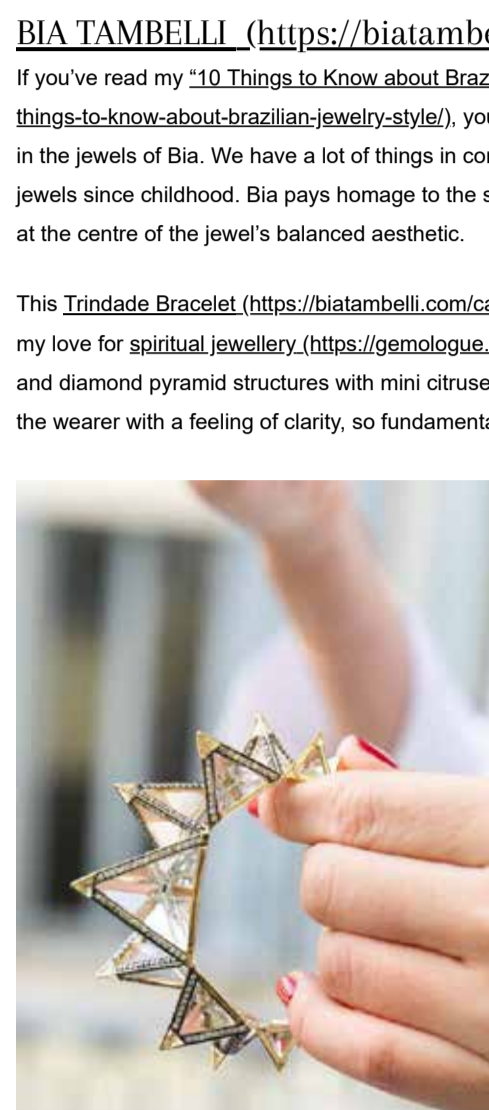 BIA TAMBELLI  (https://biatambe
If you’ve read my “10 Things to Know about Braz
things-to-know-about-brazilian-jewelry-style/), you
in the jewels of Bia. We have a lot of things in co
jewels since childhood. Bia pays homage to the s
at the centre of the jewel’s balanced aesthetic.
This Trindade Bracelet (https://biatambelli.com/ca
my love for spiritual jewellery (https://gemologue.
and diamond pyramid structures with mini citruse
the wearer with a feeling of clarity, so fundamenta